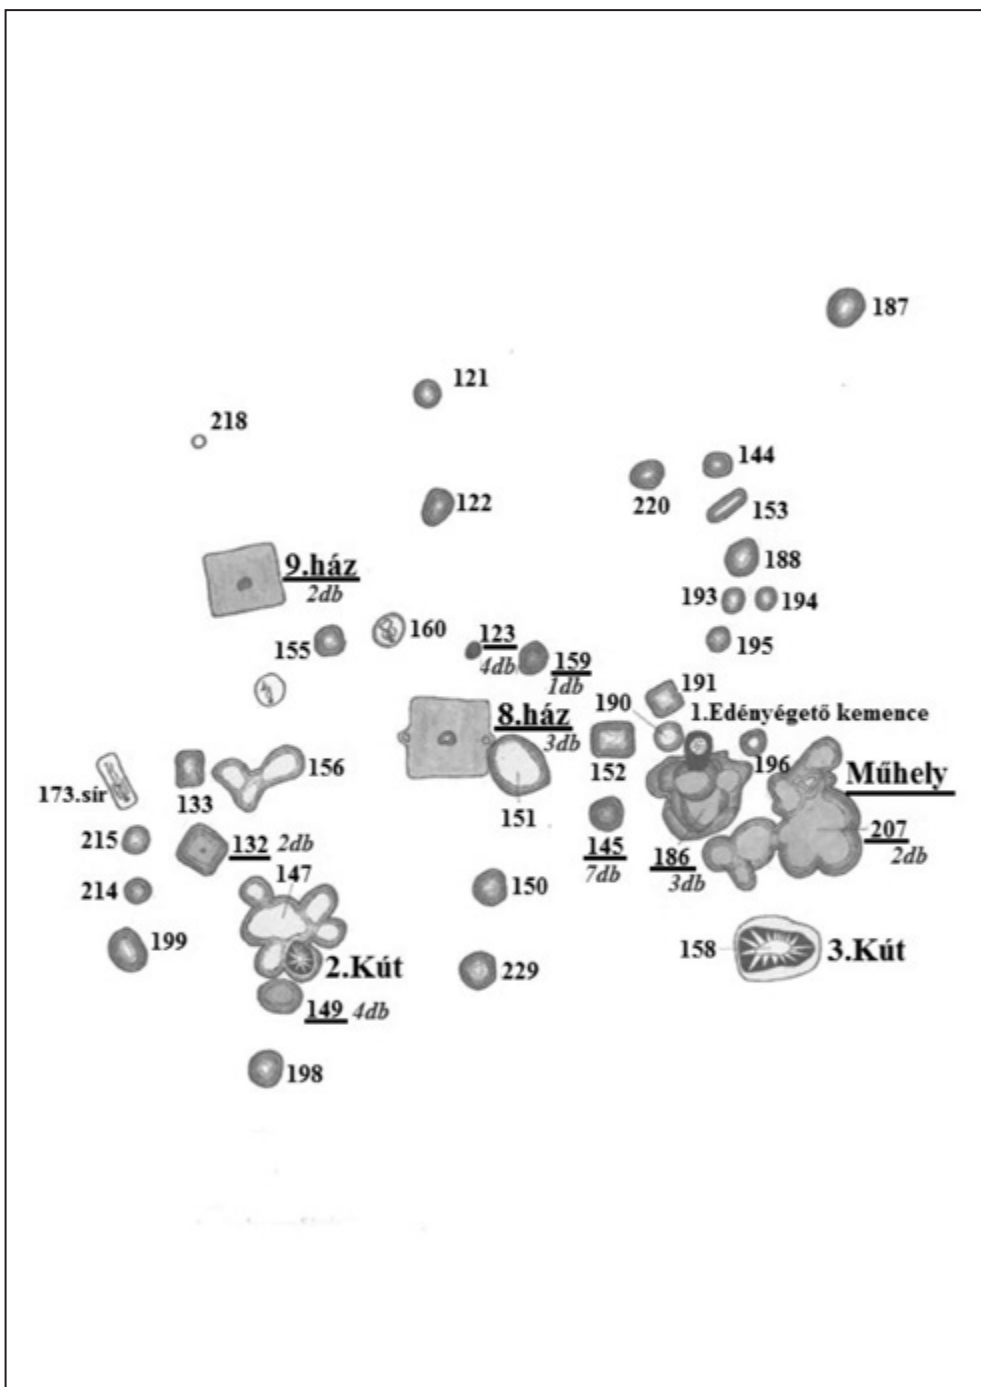 187
121
218
144
220
122
153
188
9.ház
2db
193
194
155
160
123
4db
159
1db
195
191
190
1.Edényégető kemence
8.ház
3db
152
196
Műhely
156
173.sír
133
151
215
132 2db
145
7db
186
3db
207
2db
147
214
150
199
2.Kút
229
158
3.Kút
149 4db
198